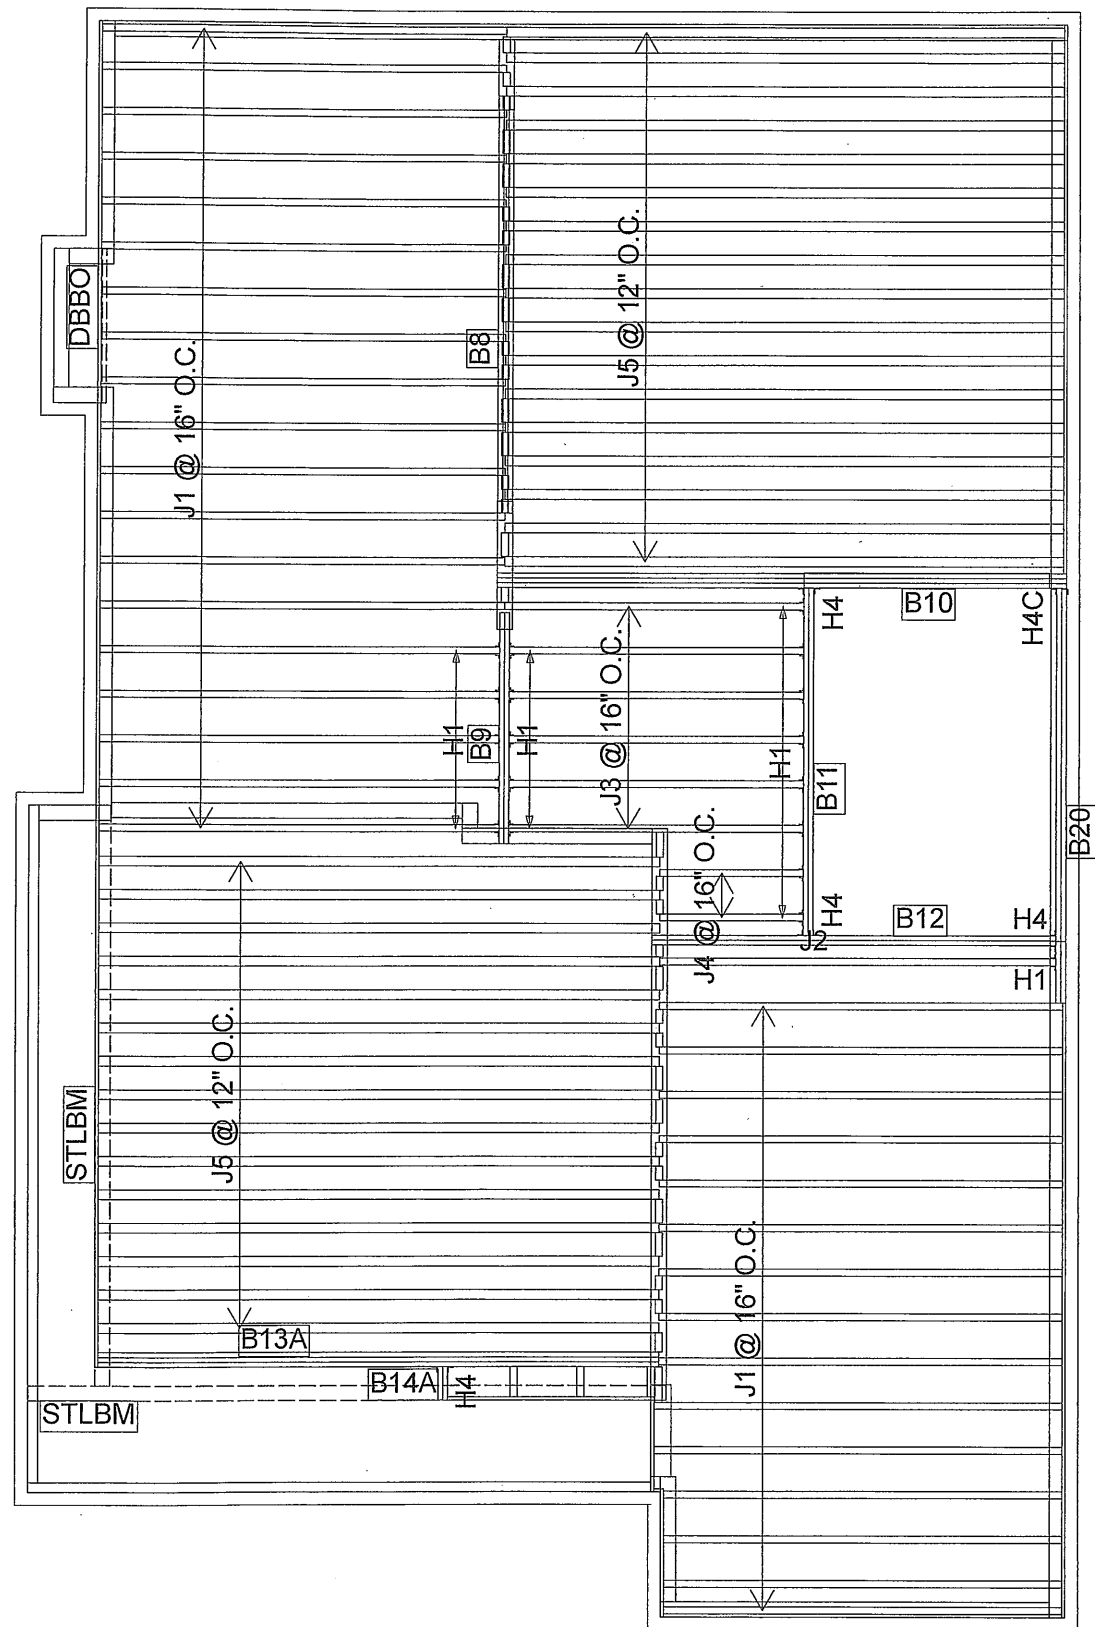 DBBO
J1 @ 16" O.C.
B8
J5 @ 12" O.C.
H4
B10
H4C
H1
B9
H1
J3 @ 16" O.C.
H1
B11
B20
J4 @ 16" O.C.
H4
J2
B12
H4
H1
STLBM
J5 @ 12" O.C.
J1 @ 16" O.C.
B13A
B14A
H4
STLBM